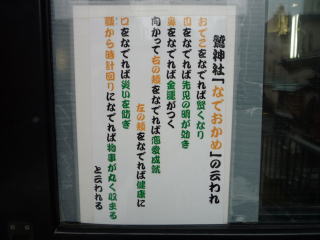 鷲神社「なでおかめ」の云われ
おでこをなでれば賢くなり
目をなでれば先見の明が効き
鼻をなでれば金運がつく
向かって右の頬をなでれば恋愛成就
左の頬をなでれば健康に
口をなでれば災いを防ぎ
顎から時計回りになでれば物事が丸く収まる
と云われる